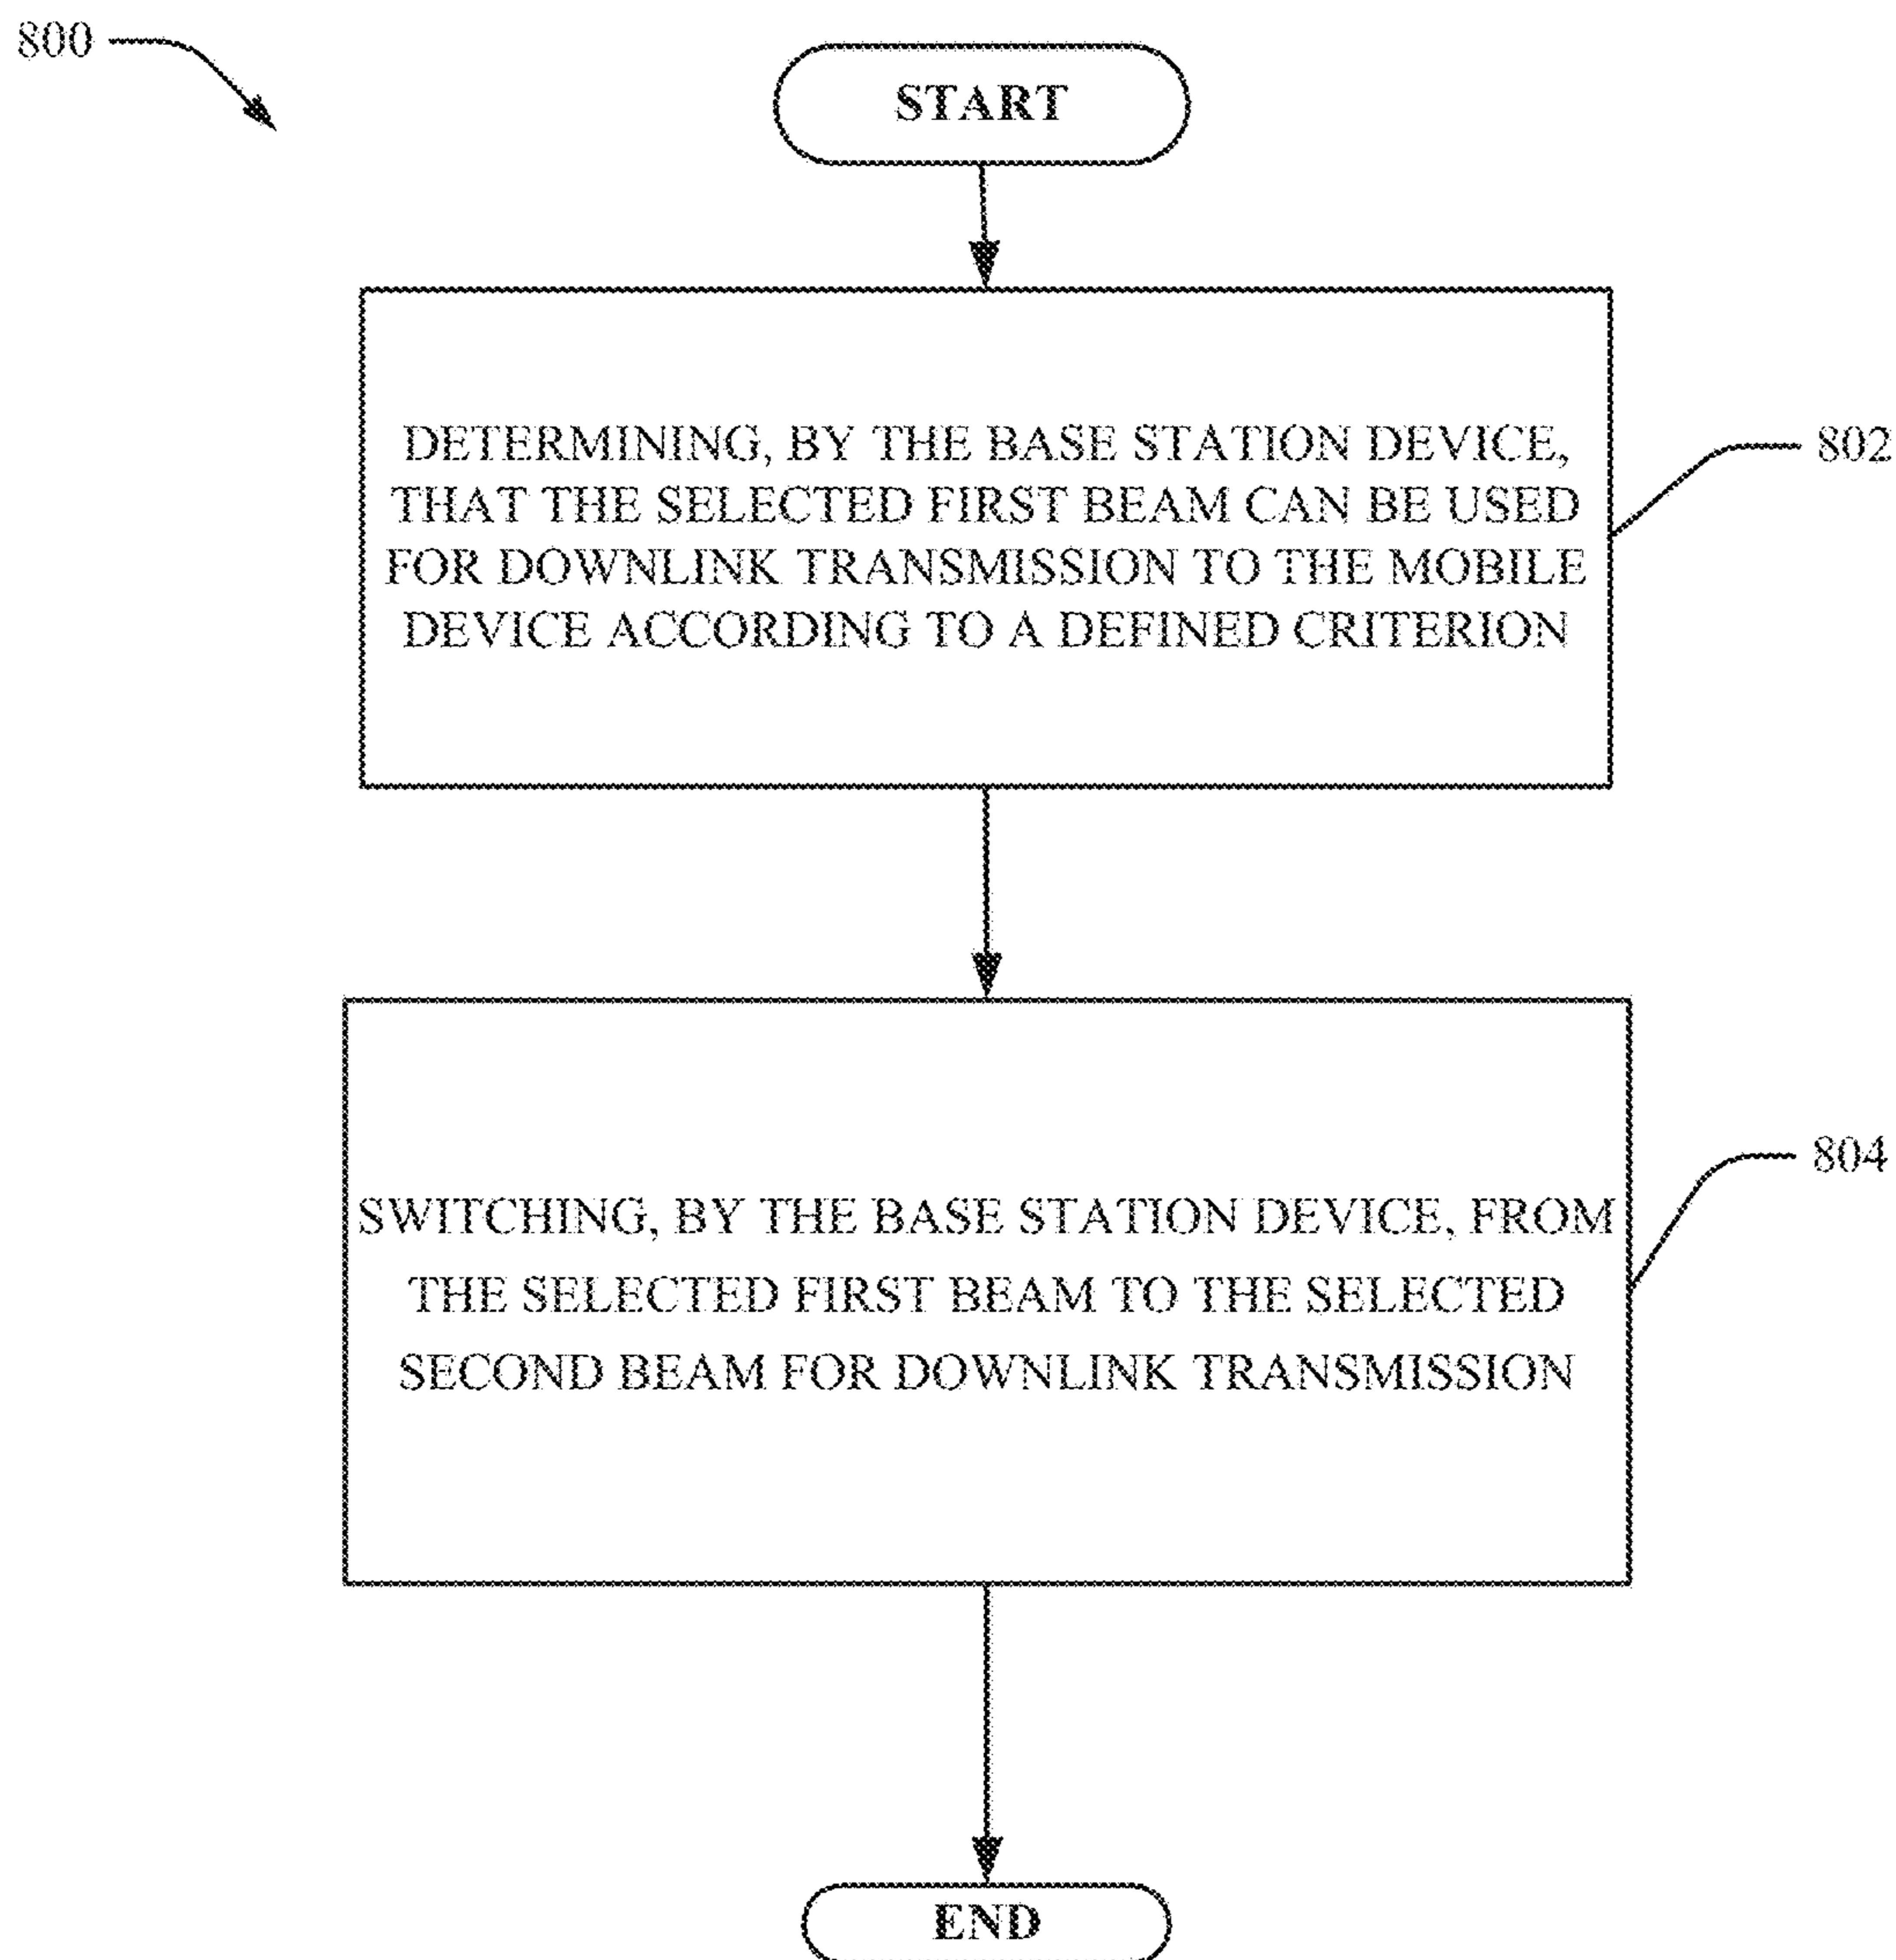 800
START
DETERMINING, BY THE BASE STATION DEVICE,
THAT THE SELECTED FIRST BEAM CAN BE USED
FOR DOWNLINK TRANSMISSION TO THE MOBILE
DEVICE ACCORDING TO A DEFINED CRITERION
802
SWITCHING, BY THE BASE STATION DEVICE, FROM
THE SELECTED FIRST BEAM TO THE SELECTED
SECOND BEAM FOR DOWNLINK TRANSMISSION
804
END